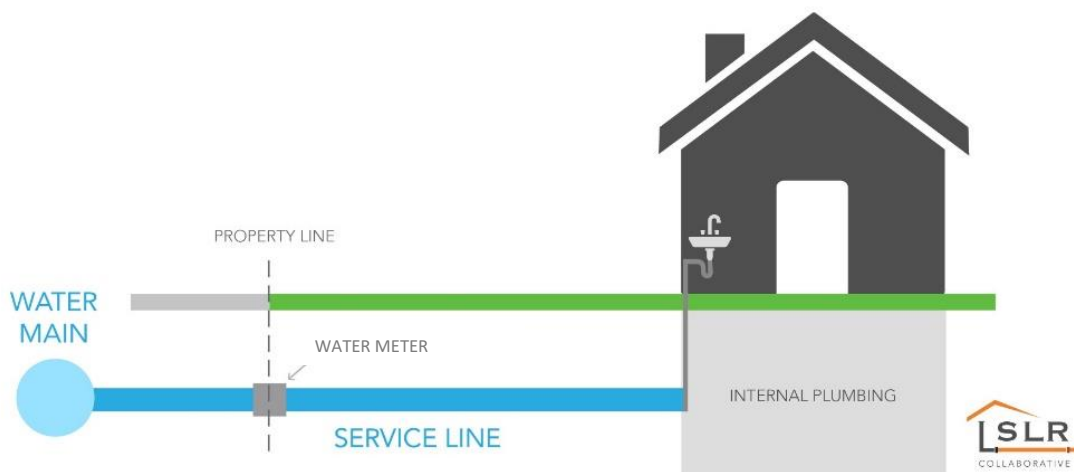 PROPERTY LINE
WATER
MAIN
WATER METER
SERVICE LINE
INTERNAL PLUMBING
LSLR
COLLABORATIVE